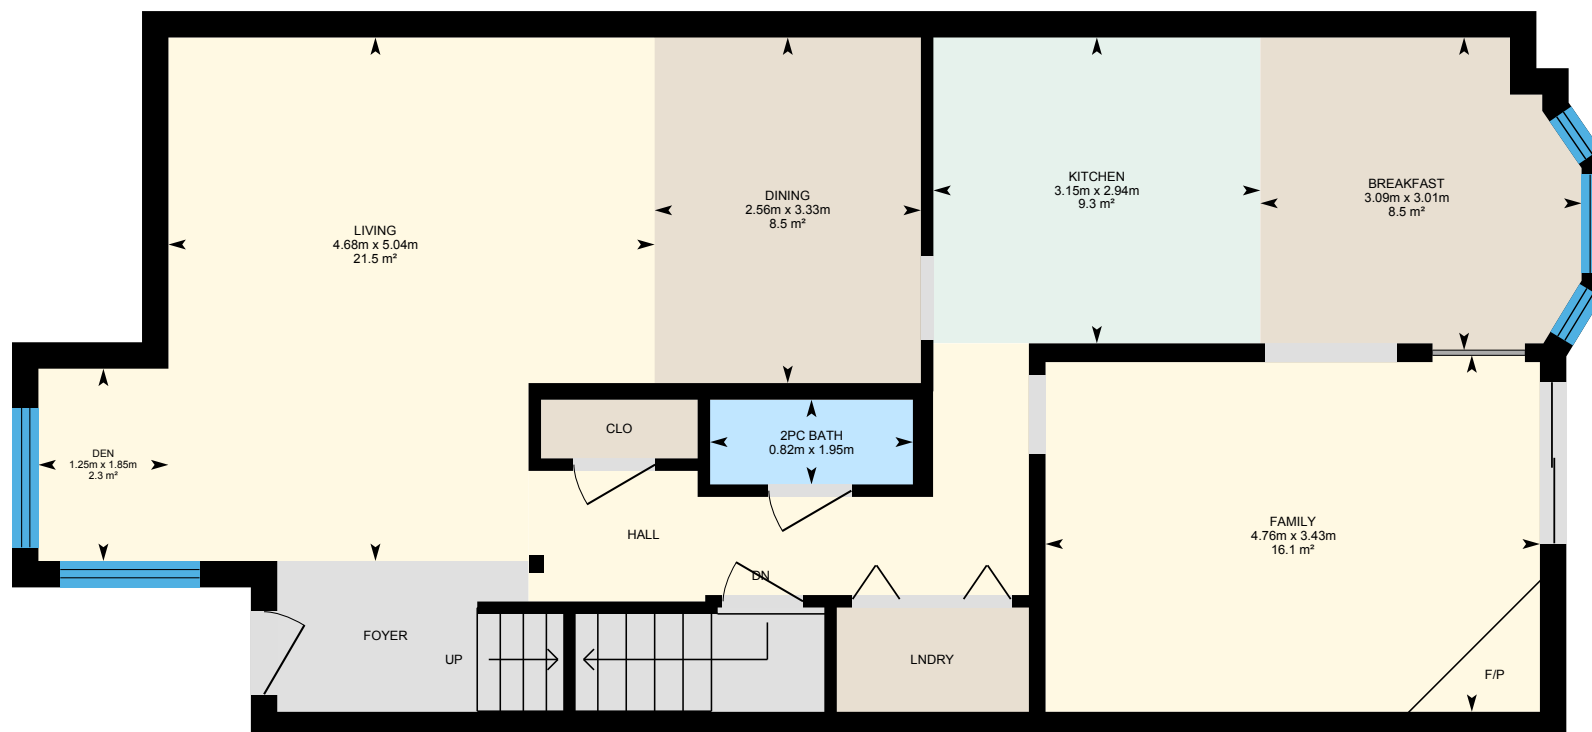 LIVING
4.68m x 5.04m
21.5 m²
DINING
2.56m x 3.33m
8.5 m²
KITCHEN
3.15m x 2.94m
9.3 m²
BREAKFAST
3.09m x 3.01m
8.5 m²
DEN
1.25m x 1.85m
2.3 m²
CLO
2PC BATH
0.82m x 1.95m
HALL
FAMILY
4.76m x 3.43m
16.1 m²
DN
FOYER
UP
LNDRY
F/P